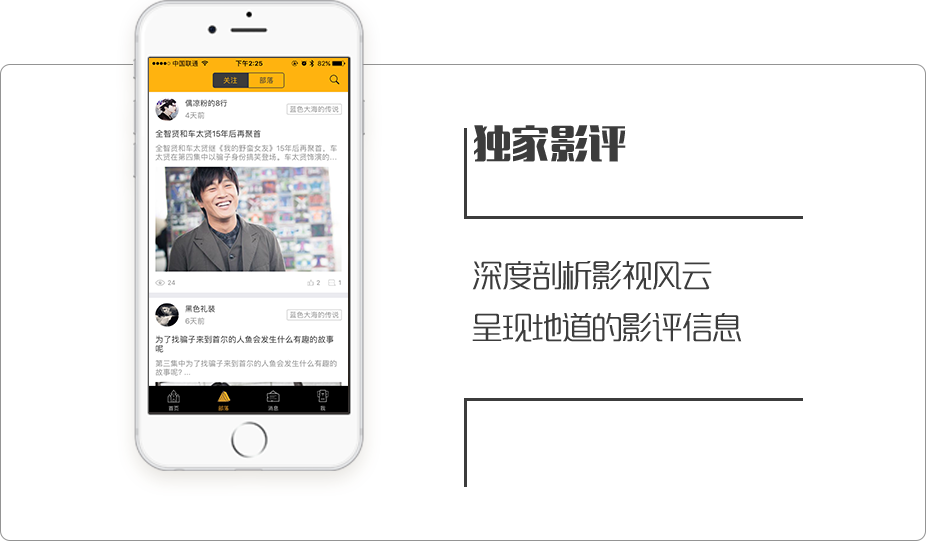 中国联通 下午2:25 82%
关注 部落
偶凉粉的8行
4天前
蓝色大海的传说
全智贤和车太贤15年后再聚首
全智贤和车太贤继《我的野蛮女友》15年后再聚首，车
太贤在第四集中以骗子身份搞笑登场。车太贤饰演的...
24 2 1
黑色礼装
6天前
蓝色大海的传说
为了找骗子来到首尔的人鱼会发生什么有趣的故事
呢
第三集中为了找骗子来到首尔的人鱼会发生什么有趣的
故事呢? ...
首页 部落 消息 我
独家影评
深度剖析影视风云
呈现地道的影评信息